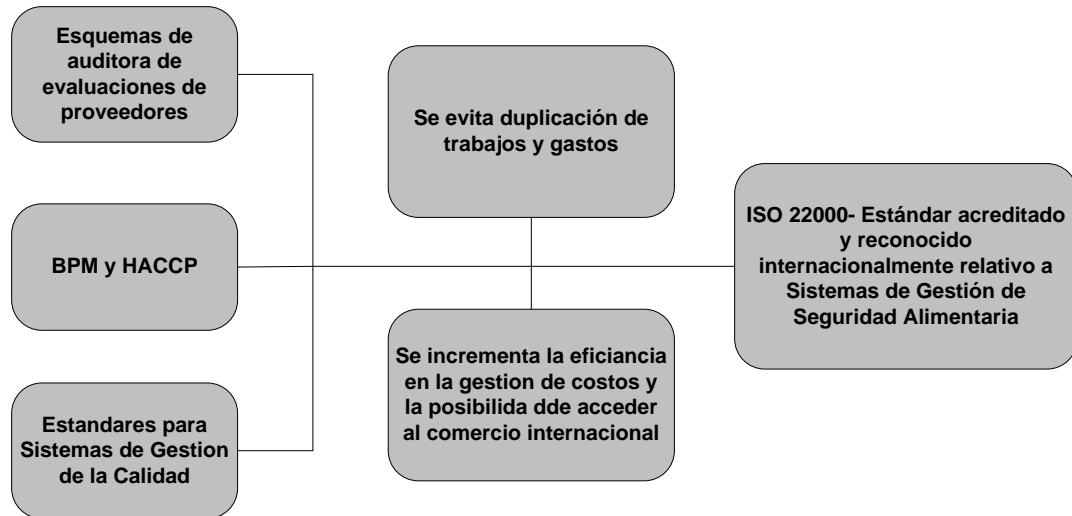 Esquemas de
auditora de
evaluaciones de
proveedores
BPM y HACCP
Estandares para
Sistemas de Gestion
de la Calidad
Se evita duplicación de
trabajos y gastos
Se incrementa la eficiancia
en la gestion de costos y
la posibilida dde acceder
al comercio internacional
ISO 22000- Estándar acreditado
y reconocido
internacionalmente relativo a
Sistemas de Gestión de
Seguridad Alimentaria